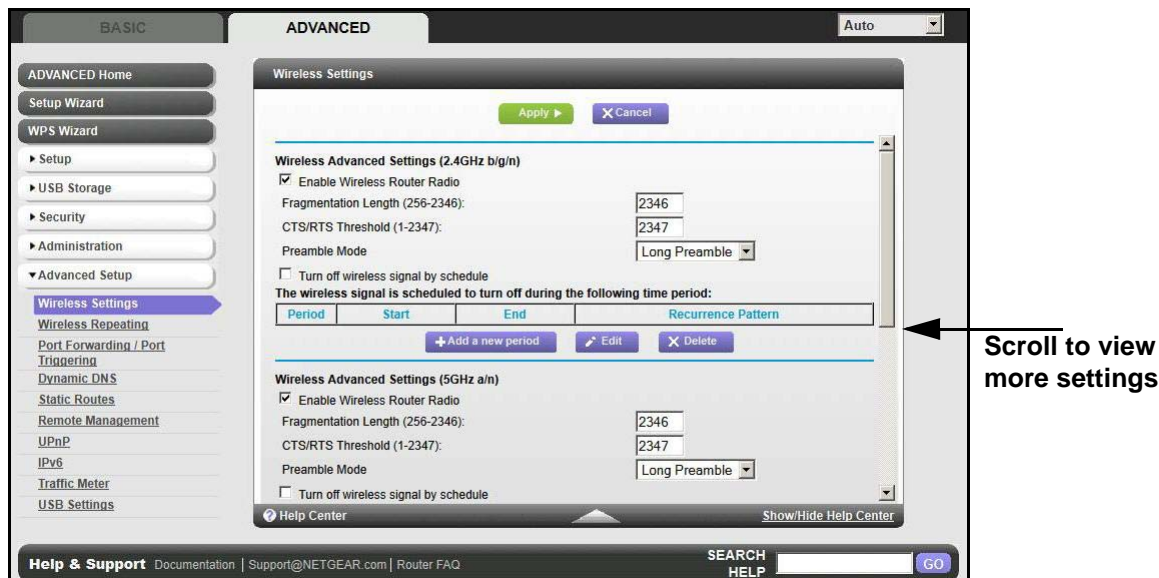 BASIC
ADVANCED
Auto
ADVANCED Home
Setup Wizard
WPS Wizard
Setup
USB Storage
Security
Administration
Advanced Setup
Wireless Settings
Wireless Repeating
Port Forwarding / Port
Triggering
Dynamic DNS
Static Routes
Remote Management
UPnP
IPv6
Traffic Meter
USB Settings
Wireless Settings
Apply
X Cancel
Wireless Advanced Settings (2.4GHz b/g/n)
Enable Wireless Router Radio
Fragmentation Length (256-2346): 2346
CTS/RTS Threshold (1-2347): 2347
Preamble Mode Long Preamble
Turn off wireless signal by schedule
The wireless signal is scheduled to turn off during the following time period:
Period Start End Recurrence Pattern
+Add a new period Edit X Delete
Wireless Advanced Settings (5GHz a/n)
Enable Wireless Router Radio
Fragmentation Length (256-2346): 2346
CTS/RTS Threshold (1-2347): 2347
Preamble Mode Long Preamble
Turn off wireless signal by schedule
? Help Center Show/Hide Help Center
Help & Support Documentation | Support@NETGEAR.com | Router FAQ
SEARCH
HELP
GO
Scroll to view
more settings